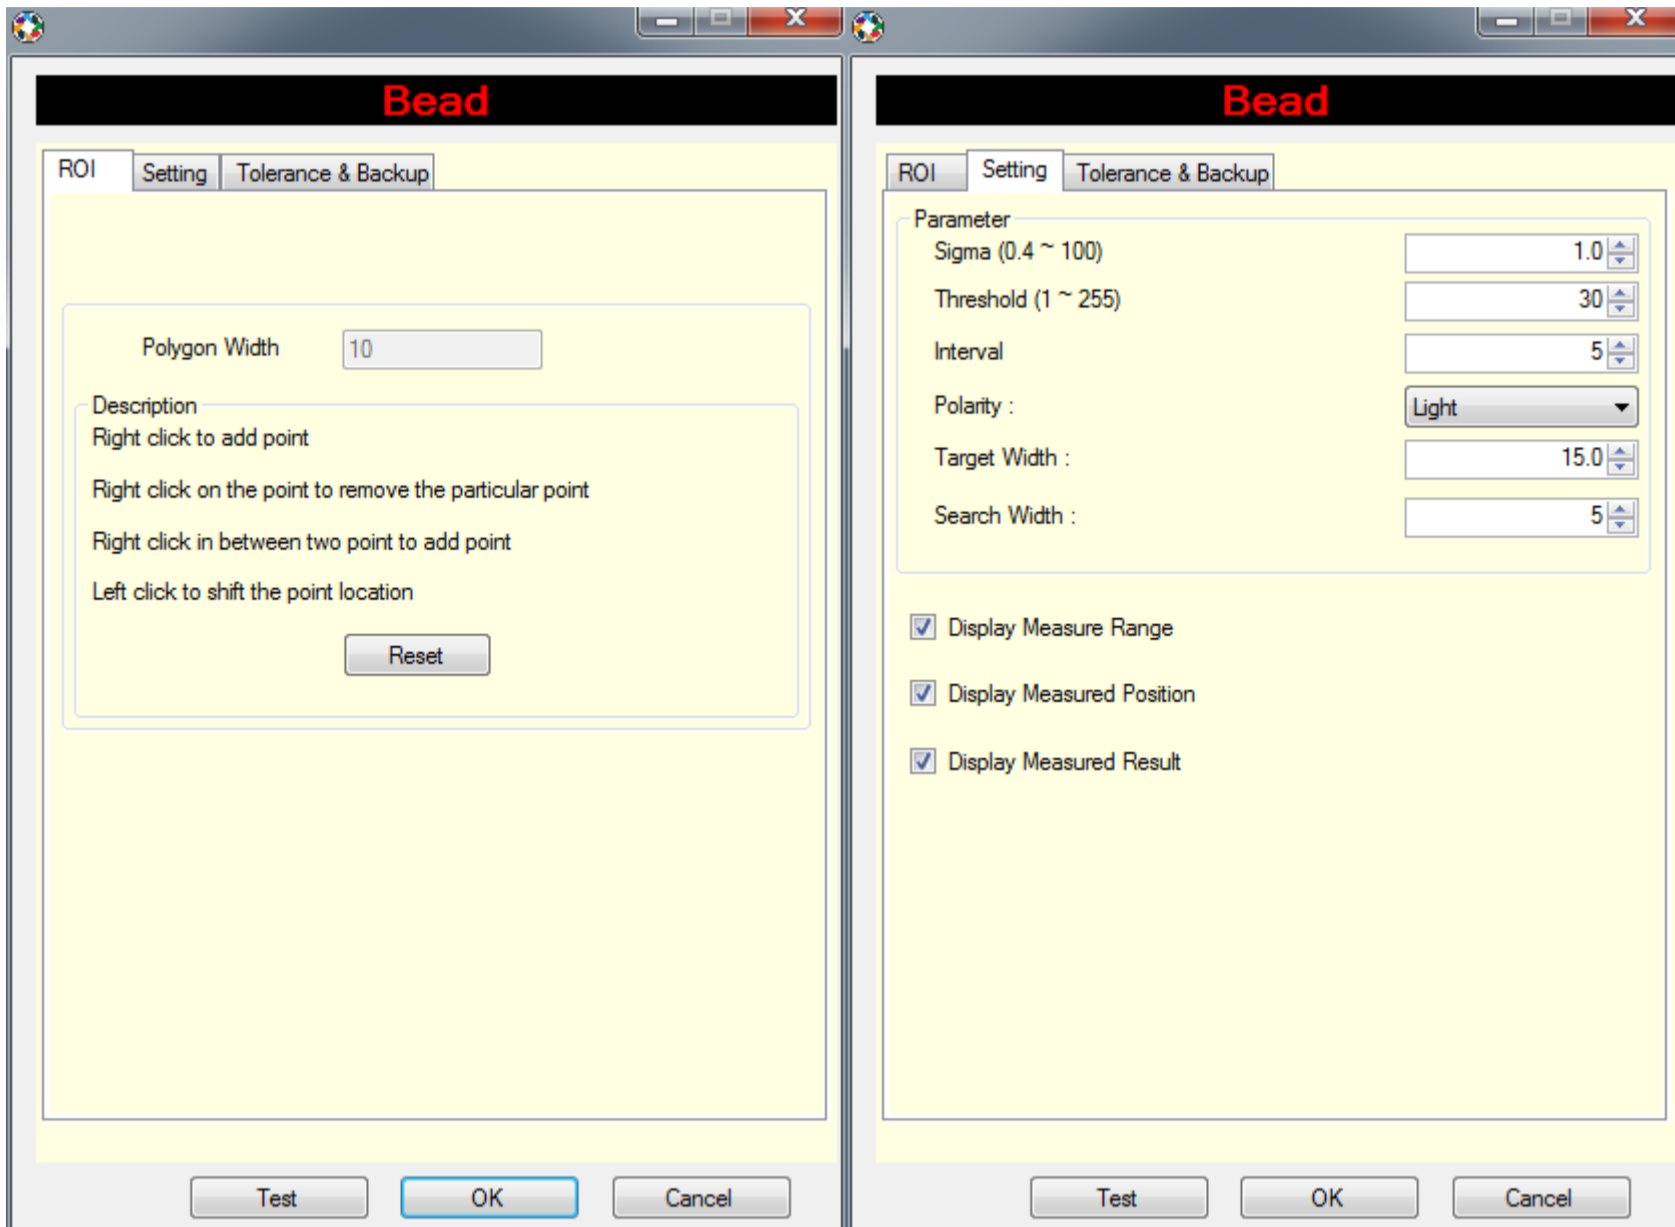 Bead
ROI Setting Tolerance & Backup
Polygon Width 10
Description
Right click to add point
Right click on the point to remove the particular point
Right click in between two point to add point
Left click to shift the point location
Reset
Test OK Cancel
Bead
ROI Setting Tolerance & Backup
Parameter
Sigma (0.4 ~ 100) 1.0
Threshold (1 ~ 255) 30
Interval 5
Polarity : Light
Target Width : 15.0
Search Width : 5
Display Measure Range
Display Measured Position
Display Measured Result
Test OK Cancel